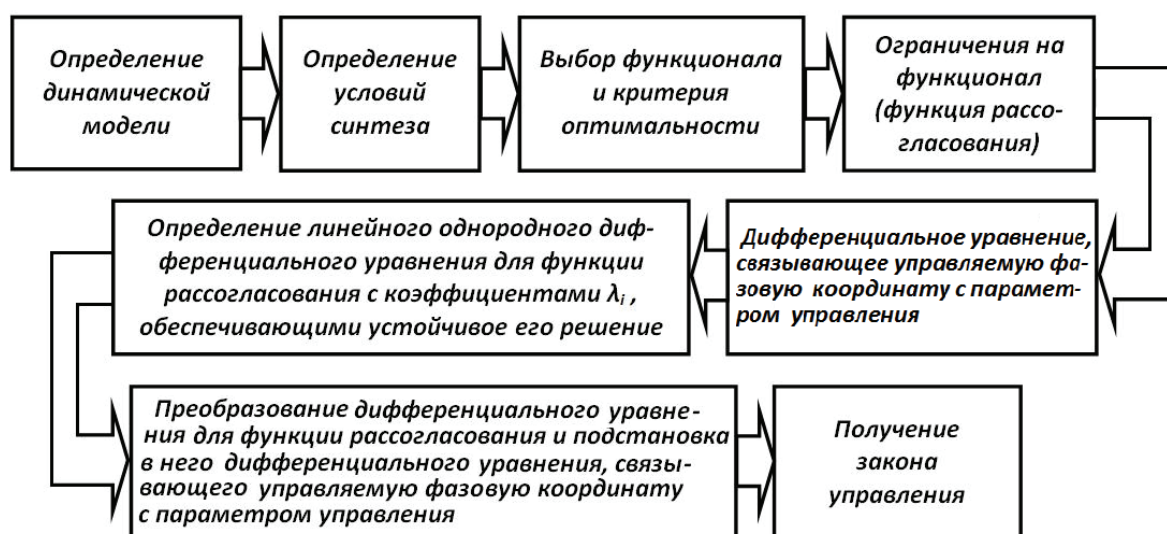 Определение
динамической
модели
Определение
условий
синтеза
Выбор функционала
и критерия
оптимальности
Ограничения на
функционал
(функция рассо-
гласования)
Дифференциальное уравнение,
связывающее управляемую фа-
зовую координату с парамет-
ром управления
Определение линейного однородного диф-
ференциального уравнения для функции
рассогласования с коэффициентами λi ,
обеспечивающими устойчивое его решение
Преобразование дифференциального уравне-
ния для функции рассогласования и подстановка
в него дифференциального уравнения, связы-
вающего управляемую фазовую координату
с параметром управления
Получение
закона
управления